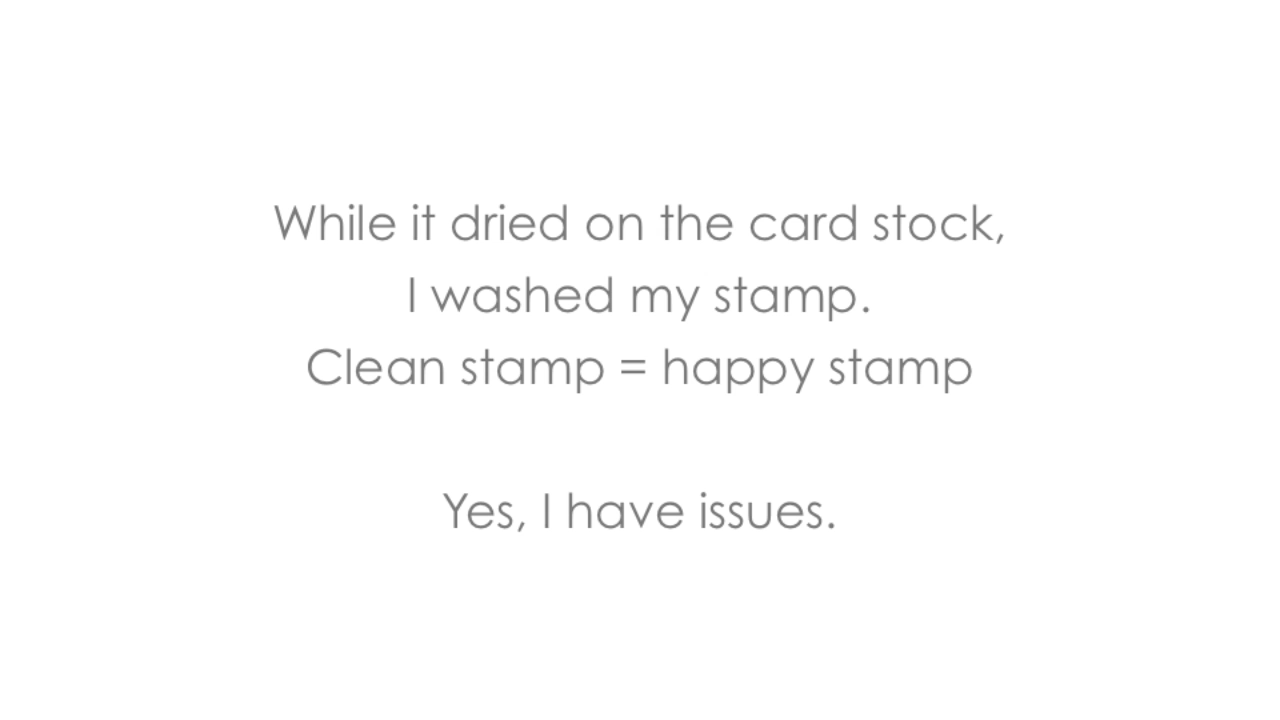 While it dried on the card stock,
I washed my stamp.
Clean stamp = happy stamp
Yes, I have issues.